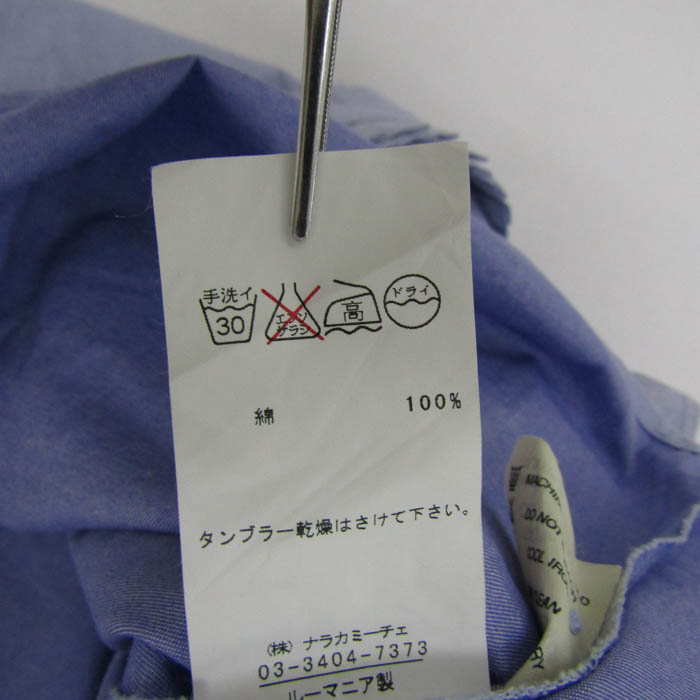 手洗イ
30
エンソ
サラシ
高
ドライ
綿 100%
タンブラー乾燥はさけて下さい。
(株) ナラカミーチェ
03-3404-7373
ルーマニア製
DO NOT